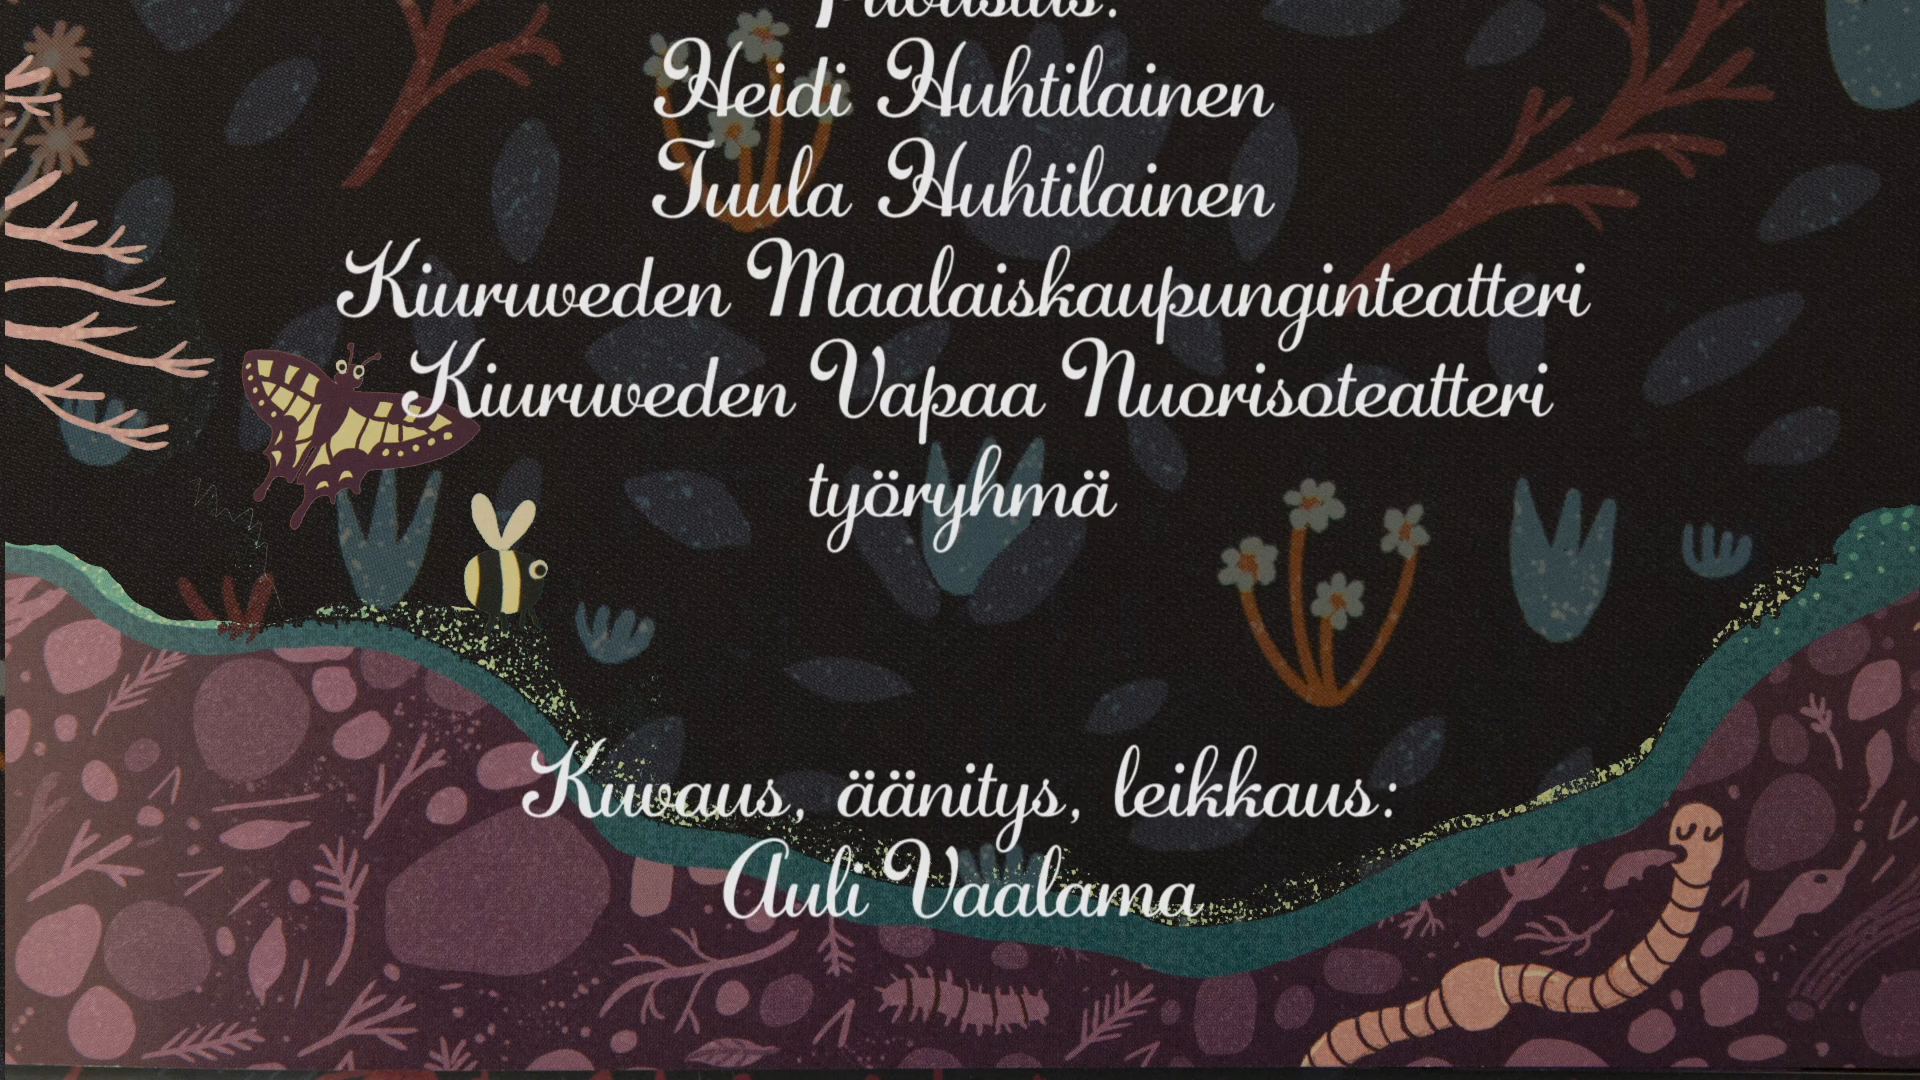 Heidi Huhtilainen
Tuula Huhtilainen
Kiuruveden Maalaiskaupunginteatteri
Kiuruveden Vapaa Nuorisoteatteri
työryhmä
Kuvaus, äänitys, leikkaus:
Auli Vaalama